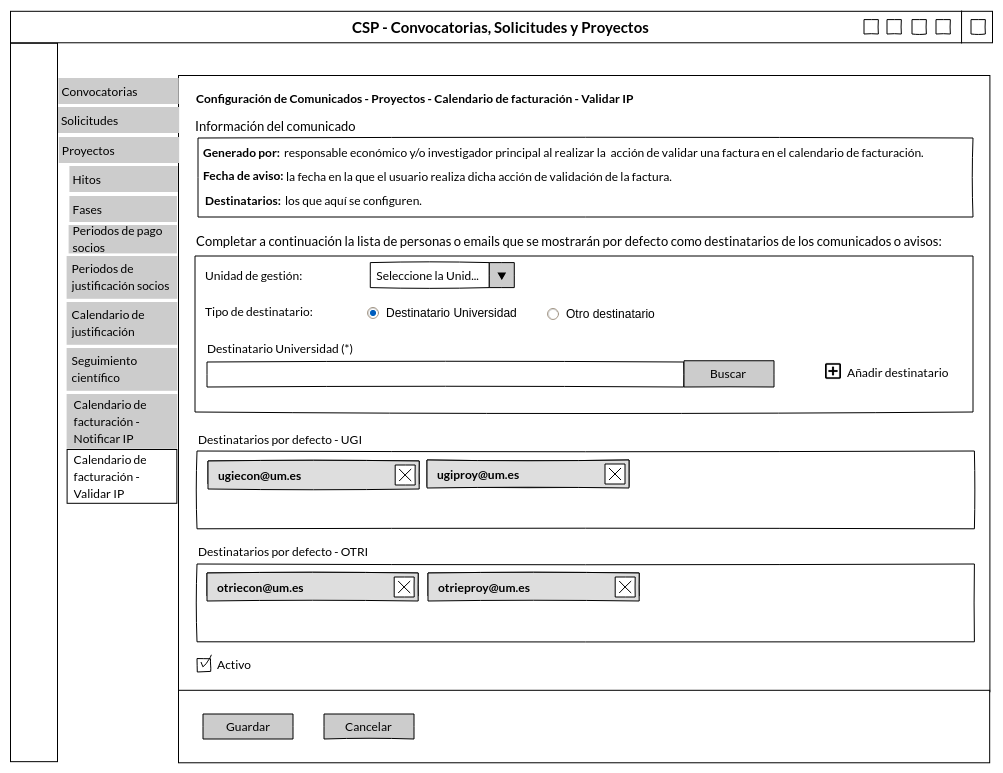 CSP - Convocatorias, Solicitudes y Proyectos
Convocatorias
Solicitudes
Proyectos
Hitos
Fases
Periodos de pago
socios
Periodos de
justificación socios
Calendario de
justificación
Seguimiento
científico
Calendario de
facturación -
Notificar IP
Calendario de
facturación -
Validar IP
Configuración de Comunicados - Proyectos - Calendario de facturación - Validar IP
Información del comunicado
Generado por: responsable económico y/o investigador principal al realizar la acción de validar una factura en el calendario de facturación.
Fecha de aviso: la fecha en la que el usuario realiza dicha acción de validación de la factura.
Destinatarios: los que aquí se configuren.
Completar a continuación la lista de personas o emails que se mostrarán por defecto como destinatarios de los comunicados o avisos:
Unidad de gestión: Seleccione la Unid...
Tipo de destinatario: Destinatario Universidad Otro destinatario
Destinatario Universidad (*)
Buscar Añadir destinatario
Destinatarios por defecto - UGI
ugiecon@um.es ugiproy@um.es
Destinatarios por defecto - OTRI
otriecon@um.es otrieproy@um.es
Activo
Guardar Cancelar